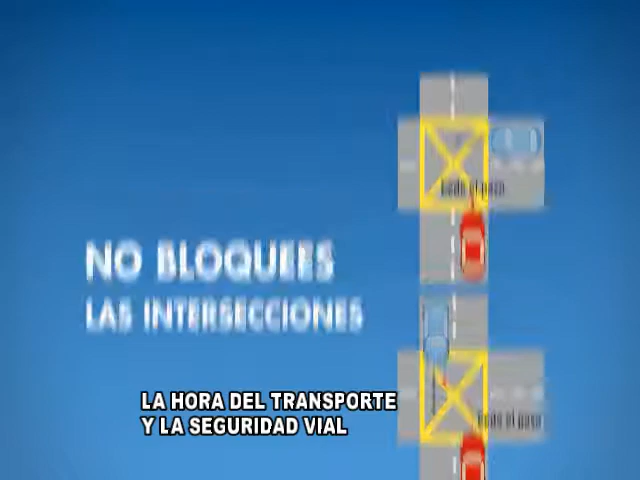 NO BLOQUEES
LAS INTERSECCIONES
LA HORA DEL TRANSPORTE
Y LA SEGURIDAD VIAL